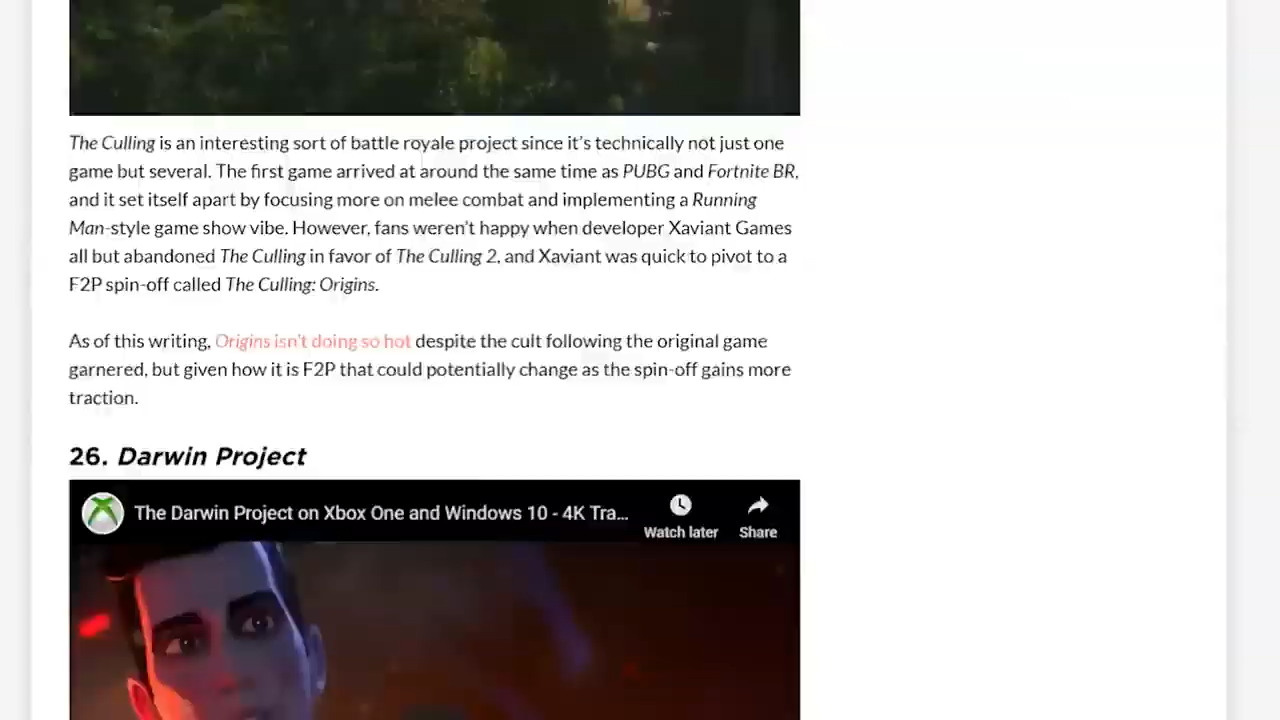 The Culling is an interesting sort of battle royale project since it's technically not just one
game but several. The first game arrived at around the same time as PUBG and Fortnite BR,
and it set itself apart by focusing more on melee combat and implementing a Running
Man-style game show vibe. However, fans weren't happy when developer Xaviant Games
all but abandoned The Culling in favor of The Culling 2, and Xaviant was quick to pivot to a
F2P spin-off called The Culling: Origins.
As of this writing, Origins isn't doing so hot despite the cult following the original game
garnered, but given how it is F2P that could potentially change as the spin-off gains more
traction.
26. Darwin Project
The Darwin Project on Xbox One and Windows 10 - 4K Tra...
Watch later
Share